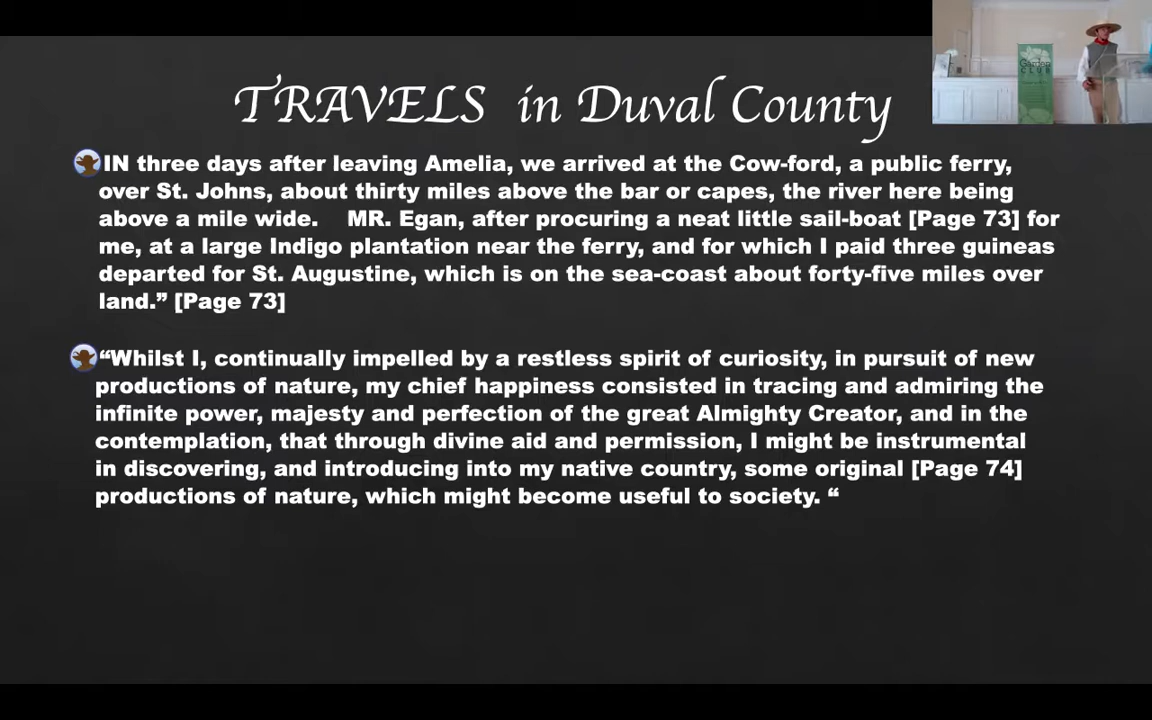 TRAVELS in Duval County
IN three days after leaving Amelia, we arrived at the Cow-ford, a public ferry,
over St. Johns, about thirty miles above the bar or capes, the river here being
above a mile wide. MR. Egan, after procuring a neat little sail-boat [Page 73] for
me, at a large Indigo plantation near the ferry, and for which I paid three guineas
departed for St. Augustine, which is on the sea-coast about forty-five miles over
land.” [Page 73]
“Whilst I, continually impelled by a restless spirit of curiosity, in pursuit of new
productions of nature, my chief happiness consisted in tracing and admiring the
infinite power, majesty and perfection of the great Almighty Creator, and in the
contemplation, that through divine aid and permission, I might be instrumental
in discovering, and introducing into my native country, some original [Page 74]
productions of nature, which might become useful to society. “
CLUB